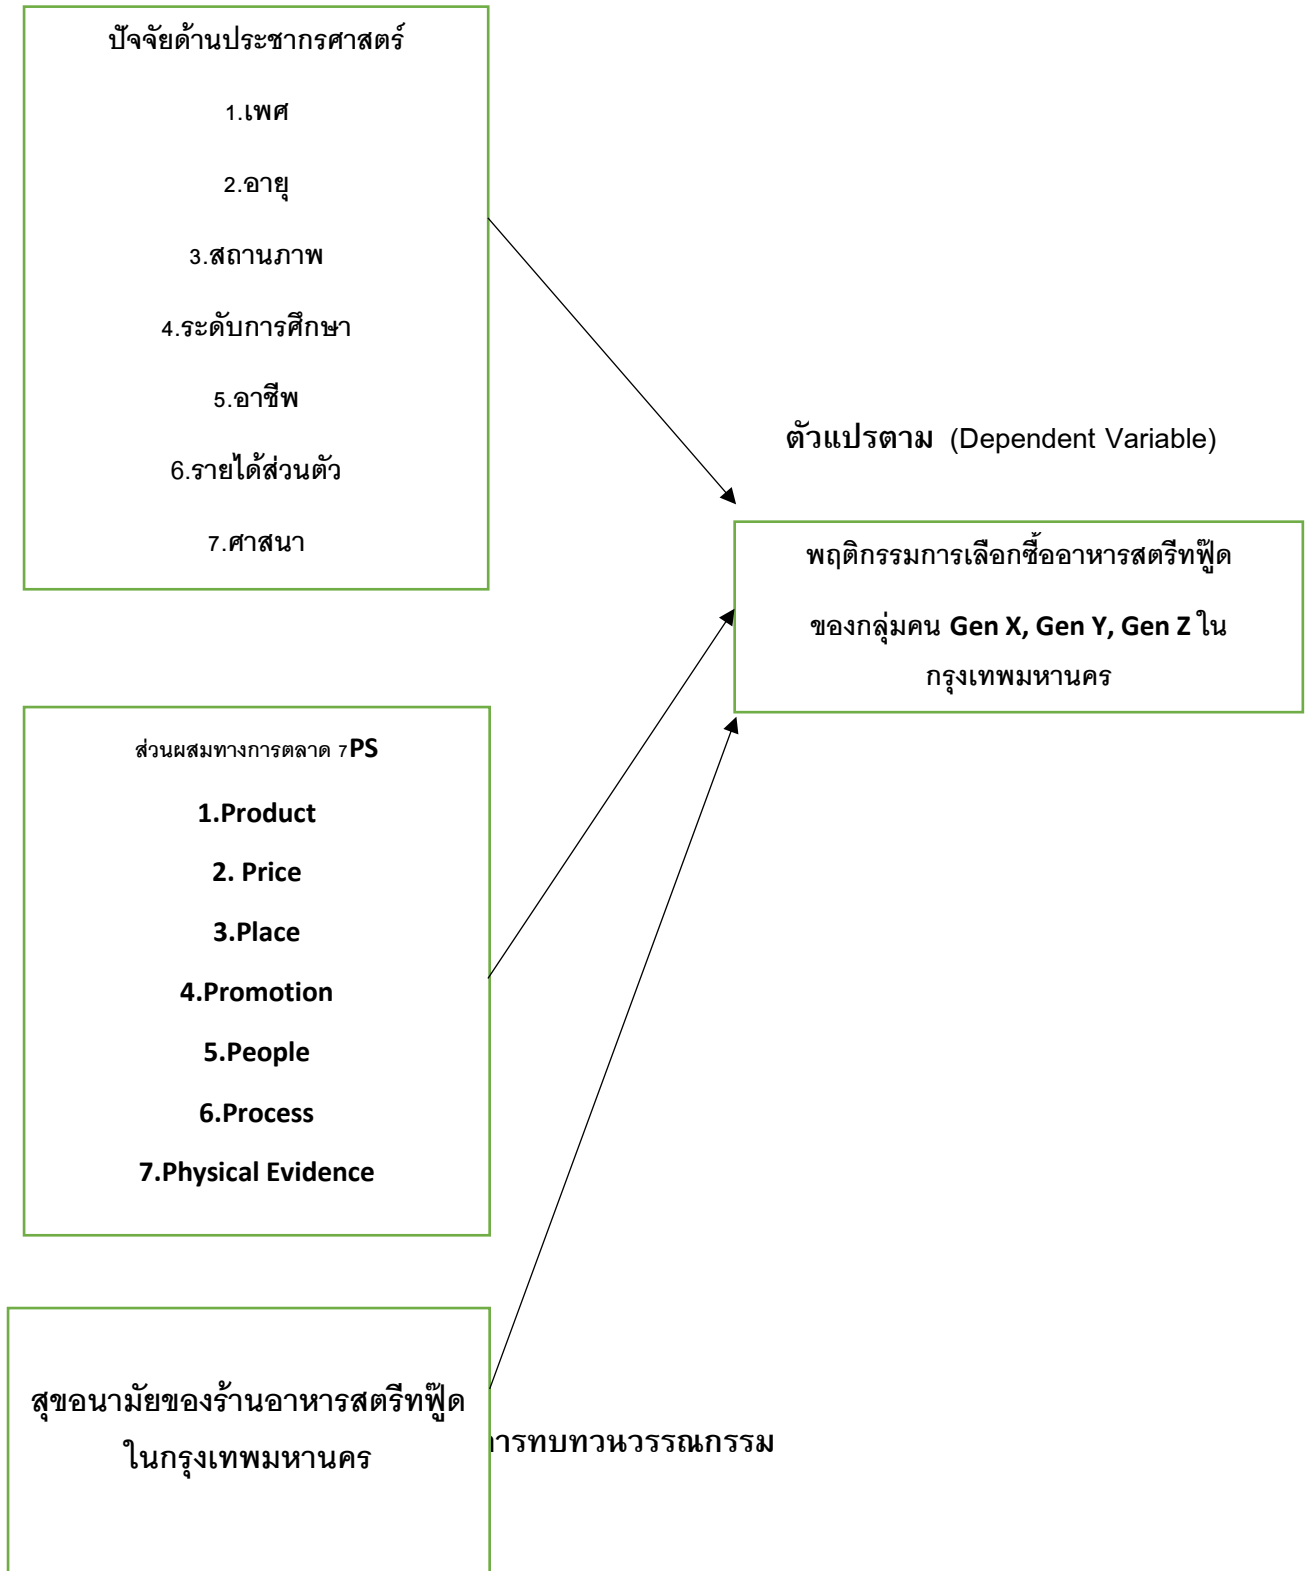 ปัจจัยด้านประชากรศาสตร์
1.เพศ
2.อายุ
3.สถานภาพ
4.ระดับการศึกษา
5.อาชีพ
6.รายได้ส่วนตัว
7.ศาสนา
ตัวแปรตาม (Dependent Variable)
พฤติกรรมการเลือกซื้ออาหารสตรีทฟู๊ด
ของกลุ่มคน Gen X, Gen Y, Gen Z ใน
กรุงเทพมหานคร
ส่วนผสมทางการตลาด 7PS
1.Product
2. Price
3.Place
4.Promotion
5.People
6.Process
7.Physical Evidence
สุขอนามัยของร้านอาหารสตรีทฟู๊ด
ในกรุงเทพมหานคร
ารทบทวนวรรณกรรม